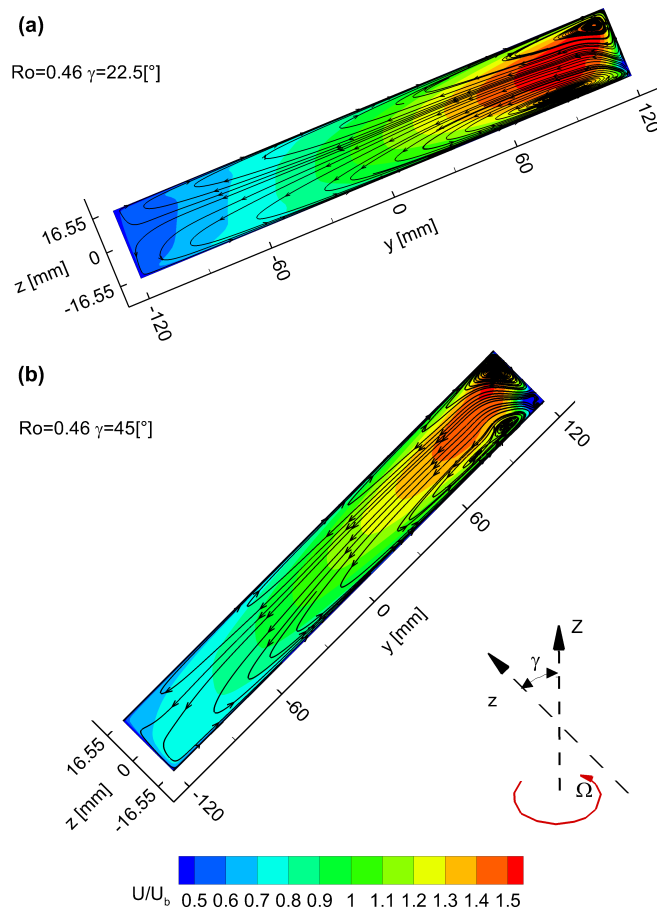 (a)
Ro=0.46 γ=22.5[°]
120
60
0
y [mm]
-60
-120
16.55
0
-16.55
z [mm]
(b)
Ro=0.46 γ=45[°]
120
60
0
y [mm]
-60
-120
16.55
0
-16.55
z [mm]
Z
γ
z
Ω
U/U_b 0.5 0.6 0.7 0.8 0.9 1 1.1 1.2 1.3 1.4 1.5